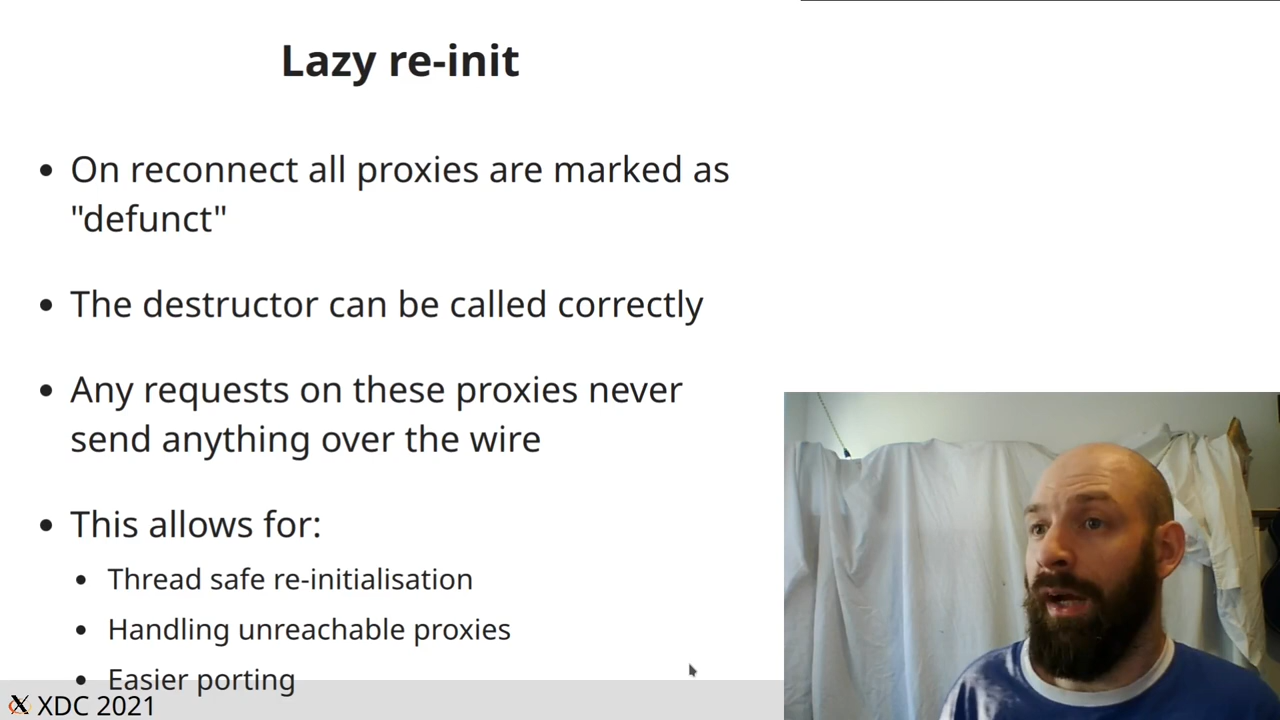 Lazy re-init
• On reconnect all proxies are marked as
"defunct"
• The destructor can be called correctly
• Any requests on these proxies never
send anything over the wire
• This allows for:
• Thread safe re-initialisation
• Handling unreachable proxies
• Easier porting
XDC 2021